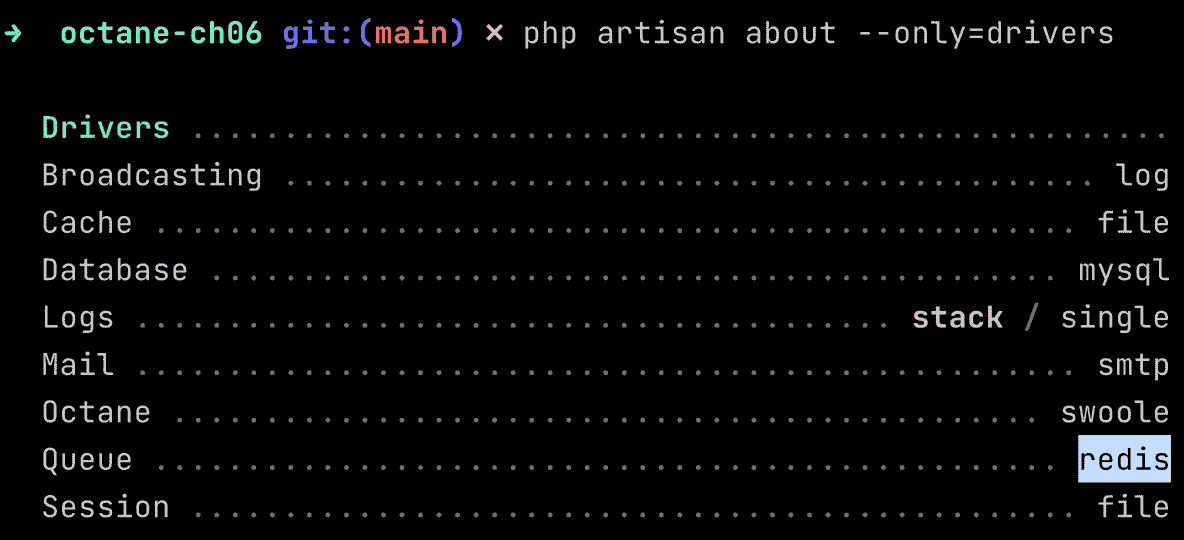 ➜  octane-ch06 git:(main) ✗ php artisan about --only=drivers
Drivers ......................................................
Broadcasting ............................................. log
Cache ................................................... file
Database ............................................... mysql
Logs .......................................... stack / single
Mail .................................................... smtp
Octane ................................................ swoole
Queue .................................................. redis
Session ................................................. file